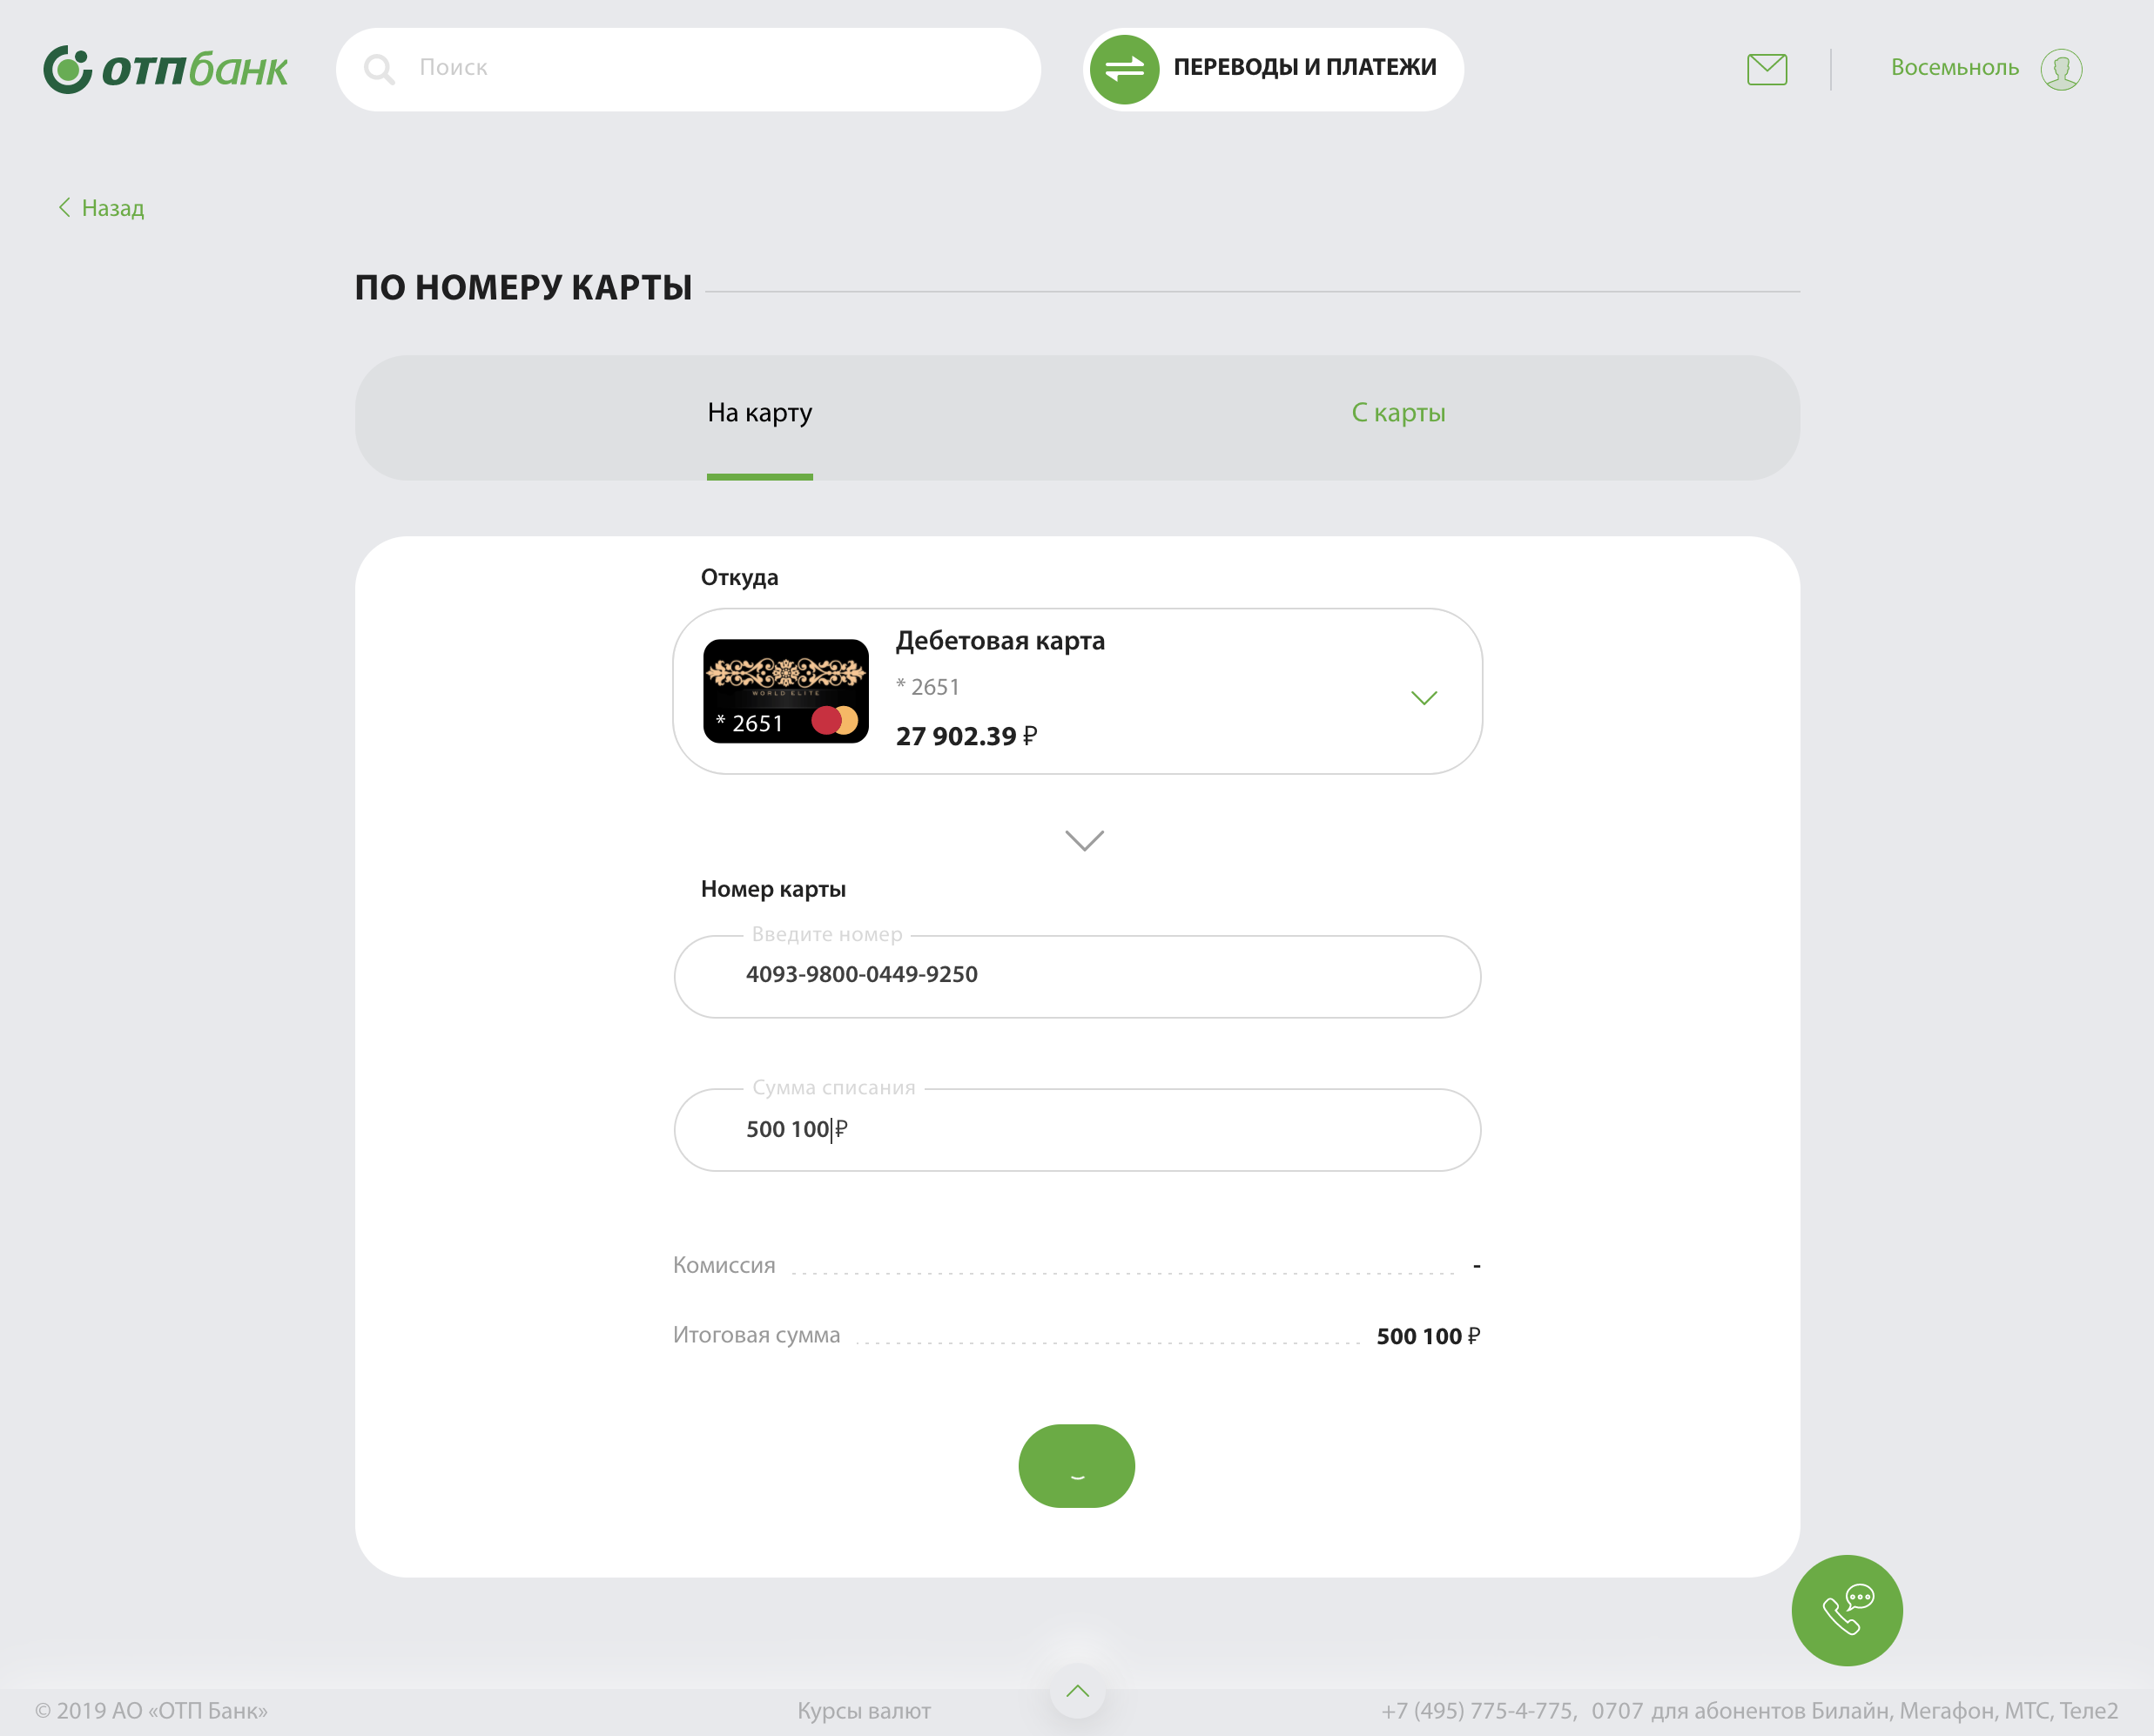 ОТПбанк
Поиск
ПЕРЕВОДЫ И ПЛАТЕЖИ
Восемьноль
Назад
ПО НОМЕРУ КАРТЫ
На карту
С карты
Откуда
Дебетовая карта
* 2651
27 902.39 ₽
WORLD ELITE
* 2651
Номер карты
Введите номер
4093-9800-0449-9250
Сумма списания
500 100 ₽
Комиссия -
Итоговая сумма 500 100 ₽
© 2019 АО «ОТП Банк»
Курсы валют
+7 (495) 775-4-775, 0707 для абонентов Билайн, Мегафон, МТС, Теле2